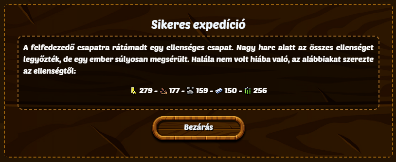 Sikeres expedíció
A felfedezedő csapatra rátámadt egy ellenséges csapat. Nagy harc alatt az összes ellenséget
legyőzték, de egy ember súlyosan megsérült. Halála nem volt hiába való, az alábbiakat szerezte
az ellenségtől:
279 - 177 - 159 - 150 - 256
Bezárás